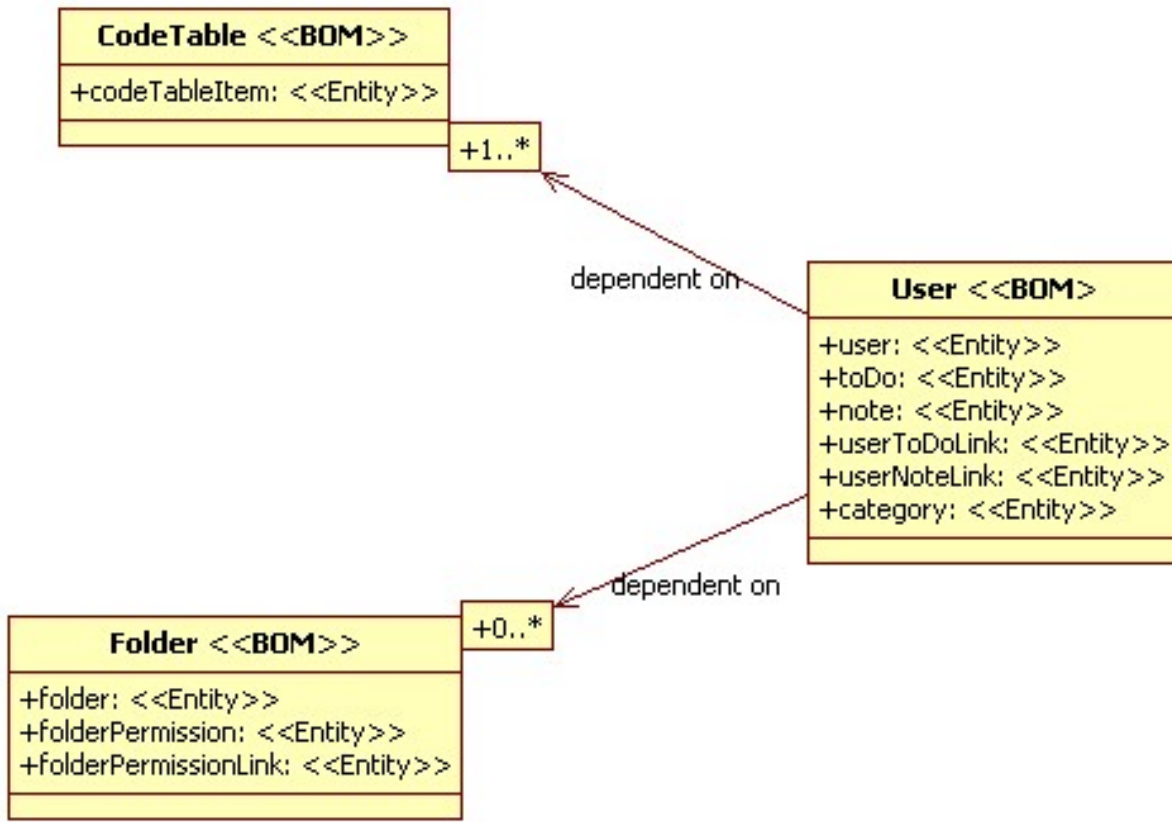 CodeTable <<BOM>>
+codeTableItem: <<Entity>>
+1..*
dependent on
User <<BOM>
+user: <<Entity>>
+toDo: <<Entity>>
+note: <<Entity>>
+userToDoLink: <<Entity>>
+userNoteLink: <<Entity>>
+category: <<Entity>>
dependent on
+0..*
Folder <<BOM>>
+folder: <<Entity>>
+folderPermission: <<Entity>>
+folderPermissionLink: <<Entity>>